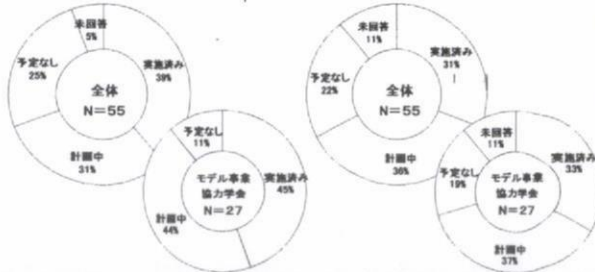 未回答
5%
実施済み
39%
予定なし
25%
全体
N=55
計画中
31%
予定なし
11%
実施済み
45%
モデル事業
協力学会
N=27
計画中
44%
未回答
11%
実施済み
31%
予定なし
22%
全体
N=55
計画中
36%
未回答
11%
実施済み
33%
予定なし
19%
モデル事業
協力学会
N=27
計画中
37%